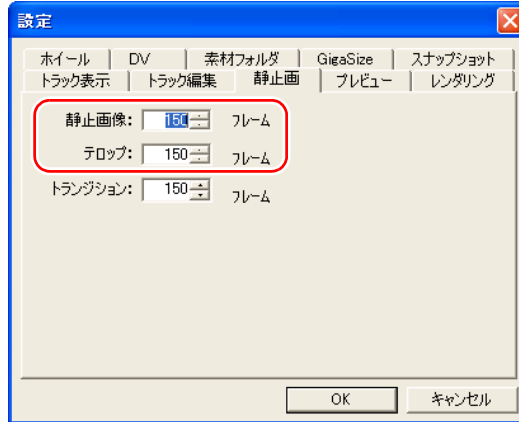 設定
ホイール DV 素材フォルダ GigaSize スナップショット
トラック表示 トラック編集 静止画 プレビュー レンダリング
静止画像: 150 フレーム
テロップ: 150 フレーム
トランジション: 150 フレーム
OK キャンセル